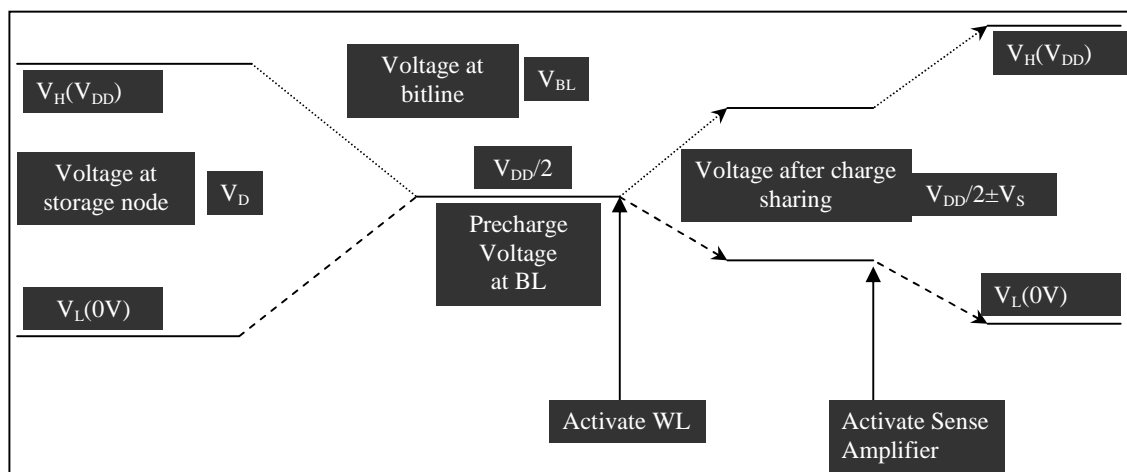 V_H(V_DD)
Voltage at
storage node
V_D
V_L(0V)
Voltage at
bitline
V_BL
V_DD/2
Precharge
Voltage
at BL
Activate WL
Voltage after charge
sharing
V_DD/2±V_S
Activate Sense
Amplifier
V_H(V_DD)
V_L(0V)